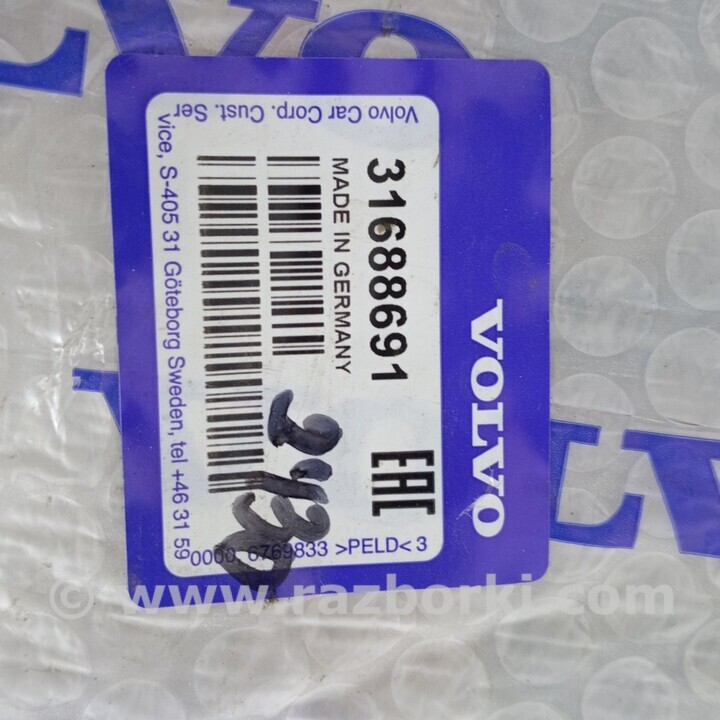 VOLVO
31688691
MADE IN GERMANY
EAC
2430
Volvo Car Corp. Cust. Ser
vice, S-405 31 Göteborg Sweden, tel +46 31 59
0000 6769833 >PELD< 3
© www.razborki.com